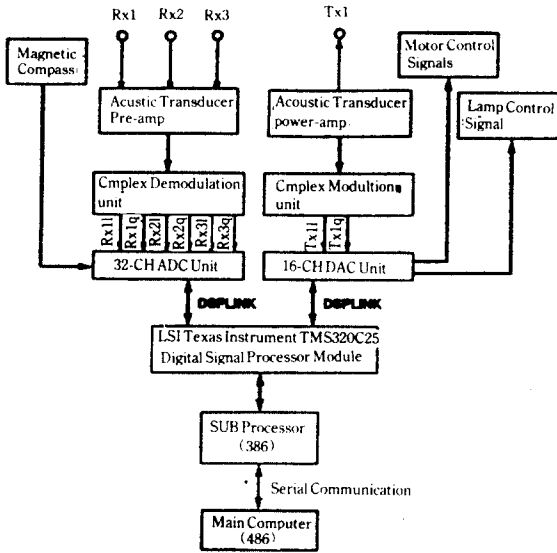 Rx1 Rx2 Rx3 Tx1
Magnetic
Compass
Motor Control
Signals
Lamp Control
Signal
Acustic Transducer
Pre-amp
Acoustic Transducer
power-amp
Cmplex Demodulation
unit
Cmplex Modultion
unit
Rx1I
Rx1q
Rx2I
Rx2q
Rx3I
Rx3q
Tx1I
Tx1q
32-CH ADC Unit
16-CH DAC Unit
DSPLINK
DSPLINK
LSI Texas Instrument TMS320C25
Digital Signal Processor Module
SUB Processor
(386)
Serial Communication
Main Computer
(486)